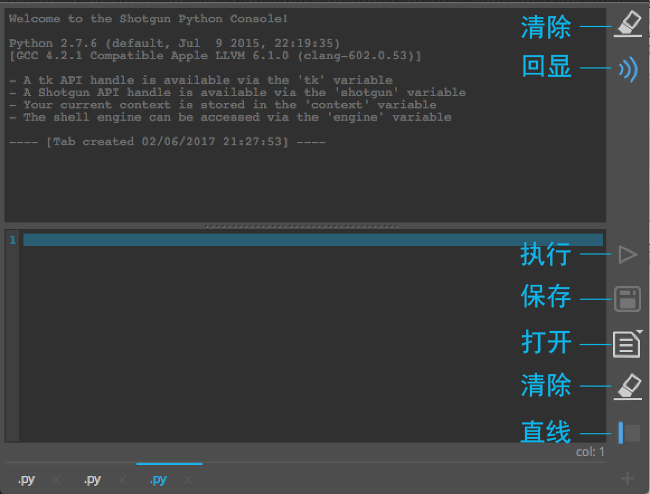 Welcome to the Shotgun Python Console!
清除
Python 2.7.6 (default, Jul  9 2015, 22:19:35)
[GCC 4.2.1 Compatible Apple LLVM 6.1.0 (clang-602.0.53)]
回显
- A tk API handle is available via the 'tk' variable
- A Shotgun API handle is available via the 'shotgun' variable
- Your current context is stored in the 'context' variable
- The shell engine can be accessed via the 'engine' variable
---- [Tab created 02/06/2017 21:27:53] ----
1
执行
保存
打开
清除
直线
col: 1
.py x .py x .py x +